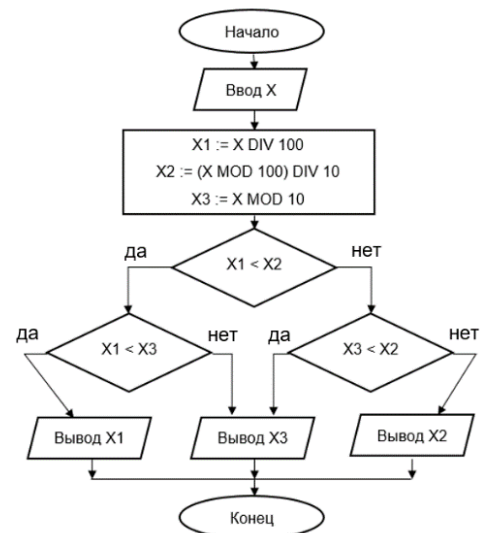 Начало
Ввод X
X1 := X DIV 100
X2 := (X MOD 100) DIV 10
X3 := X MOD 10
да
нет
X1 < X2
да
нет
да
нет
X1 < X3
X3 < X2
Вывод X1
Вывод X3
Вывод X2
Конец